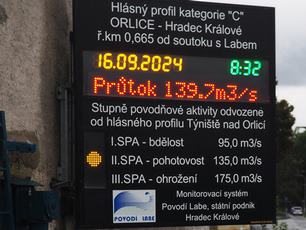 Hlásný profil kategorie "C"
ORLICE - Hradec Králové
ř.km 0,665 od soutoku s Labem
16.09.2024 8:32
Průtok 139.7m3/s
Stupně povodňové aktivity odvozene
od hlásného profilu Týniště nad Orlicí
I.SPA - bdělost 95,0 m3/s
II.SPA - pohotovost 135,0 m3/s
III.SPA - ohrožení 175,0 m3/s
Monitorovací systém
Povodí Labe, státní podnik
Hradec Králové
POVODÍ LABE